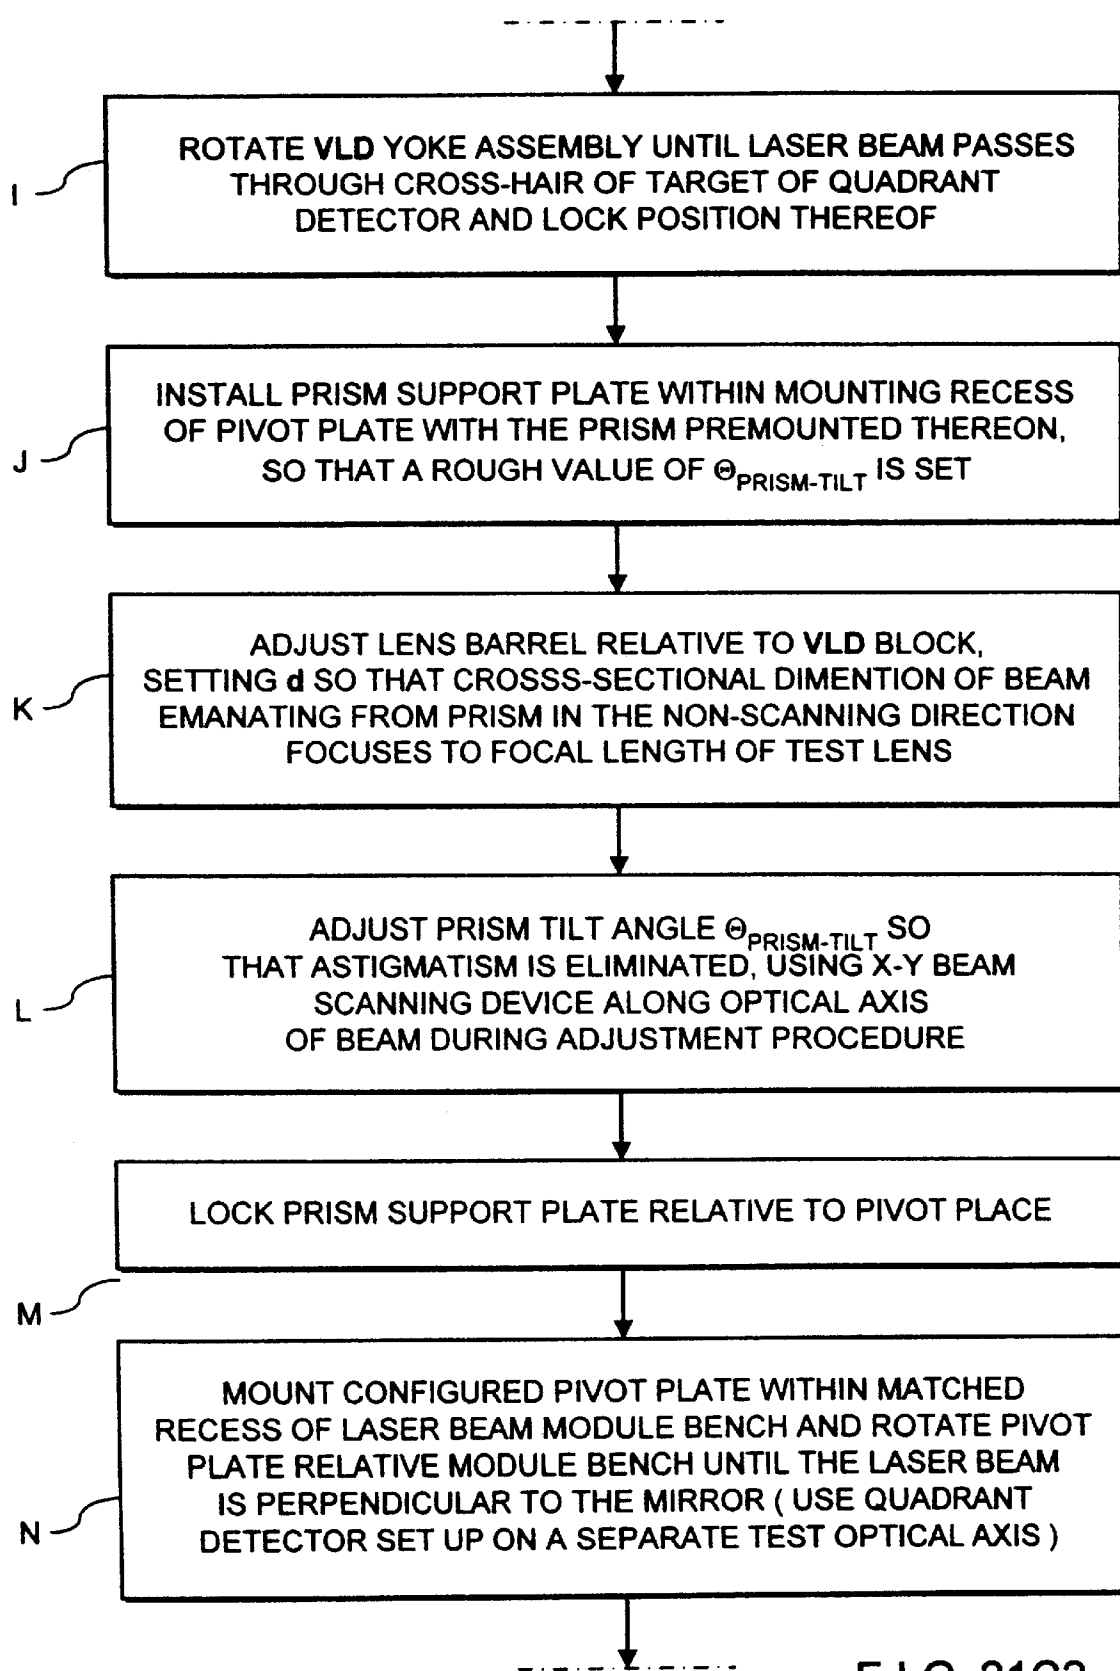 I
ROTATE VLD YOKE ASSEMBLY UNTIL LASER BEAM PASSES
THROUGH CROSS-HAIR OF TARGET OF QUADRANT
DETECTOR AND LOCK POSITION THEREOF
J
INSTALL PRISM SUPPORT PLATE WITHIN MOUNTING RECESS
OF PIVOT PLATE WITH THE PRISM PREMOUNTED THEREON,
SO THAT A ROUGH VALUE OF ΘPRISM-TILT IS SET
K
ADJUST LENS BARREL RELATIVE TO VLD BLOCK,
SETTING d SO THAT CROSSS-SECTIONAL DIMENTION OF BEAM
EMANATING FROM PRISM IN THE NON-SCANNING DIRECTION
FOCUSES TO FOCAL LENGTH OF TEST LENS
L
ADJUST PRISM TILT ANGLE ΘPRISM-TILT SO
THAT ASTIGMATISM IS ELIMINATED, USING X-Y BEAM
SCANNING DEVICE ALONG OPTICAL AXIS
OF BEAM DURING ADJUSTMENT PROCEDURE
M
LOCK PRISM SUPPORT PLATE RELATIVE TO PIVOT PLACE
N
MOUNT CONFIGURED PIVOT PLATE WITHIN MATCHED
RECESS OF LASER BEAM MODULE BENCH AND ROTATE PIVOT
PLATE RELATIVE MODULE BENCH UNTIL THE LASER BEAM
IS PERPENDICULAR TO THE MIRROR ( USE QUADRANT
DETECTOR SET UP ON A SEPARATE TEST OPTICAL AXIS )